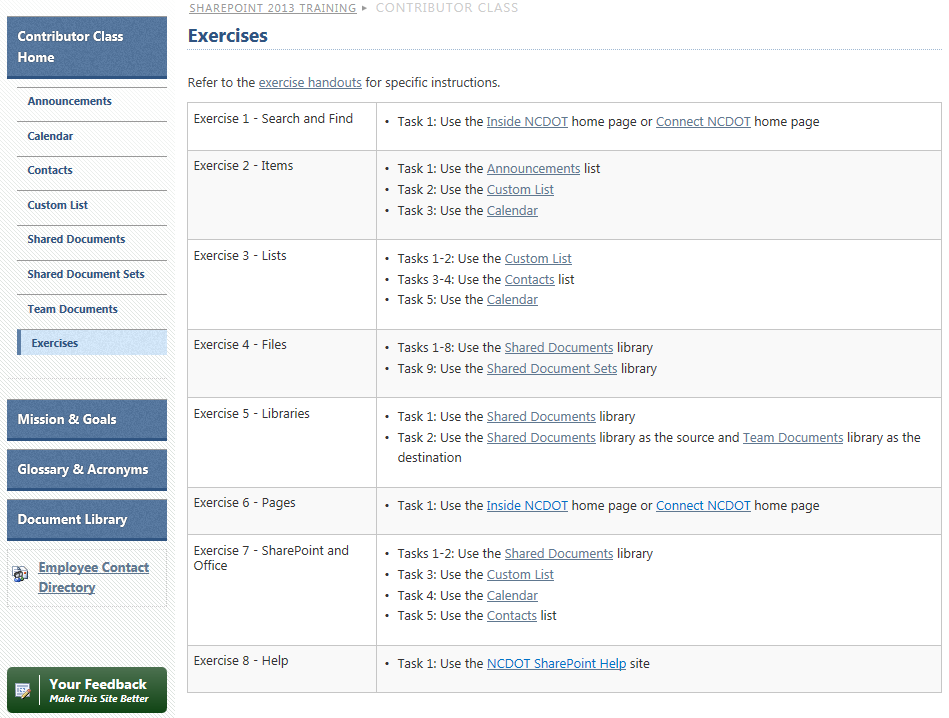 SHAREPOINT 2013 TRAINING ▸ CONTRIBUTOR CLASS
Exercises
Contributor Class
Home
Announcements
Calendar
Contacts
Custom List
Shared Documents
Shared Document Sets
Team Documents
Exercises
Mission & Goals
Glossary & Acronyms
Document Library
Employee Contact
Directory
Your Feedback
Make This Site Better
Refer to the exercise handouts for specific instructions.
Exercise 1 - Search and Find
• Task 1: Use the Inside NCDOT home page or Connect NCDOT home page
Exercise 2 - Items
• Task 1: Use the Announcements list
• Task 2: Use the Custom List
• Task 3: Use the Calendar
Exercise 3 - Lists
• Tasks 1-2: Use the Custom List
• Tasks 3-4: Use the Contacts list
• Task 5: Use the Calendar
Exercise 4 - Files
• Tasks 1-8: Use the Shared Documents library
• Task 9: Use the Shared Document Sets library
Exercise 5 - Libraries
• Task 1: Use the Shared Documents library
• Task 2: Use the Shared Documents library as the source and Team Documents library as the
destination
Exercise 6 - Pages
• Task 1: Use the Inside NCDOT home page or Connect NCDOT home page
Exercise 7 - SharePoint and
Office
• Tasks 1-2: Use the Shared Documents library
• Task 3: Use the Custom List
• Task 4: Use the Calendar
• Task 5: Use the Contacts list
Exercise 8 - Help
• Task 1: Use the NCDOT SharePoint Help site